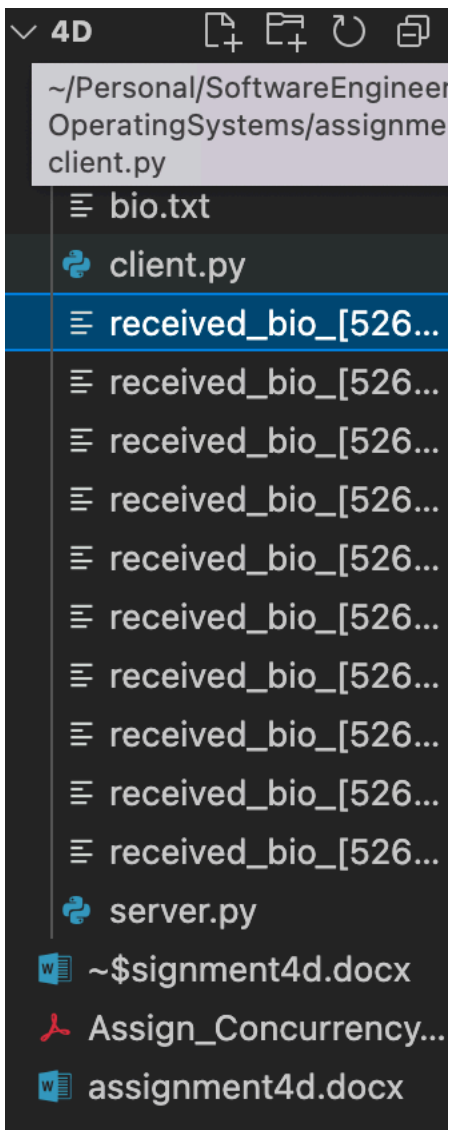 4D
~/Personal/SoftwareEngineer
OperatingSystems/assignme
client.py
bio.txt
client.py
received_bio_[526...
received_bio_[526...
received_bio_[526...
received_bio_[526...
received_bio_[526...
received_bio_[526...
received_bio_[526...
received_bio_[526...
received_bio_[526...
received_bio_[526...
server.py
~$signment4d.docx
Assign_Concurrency...
assignment4d.docx